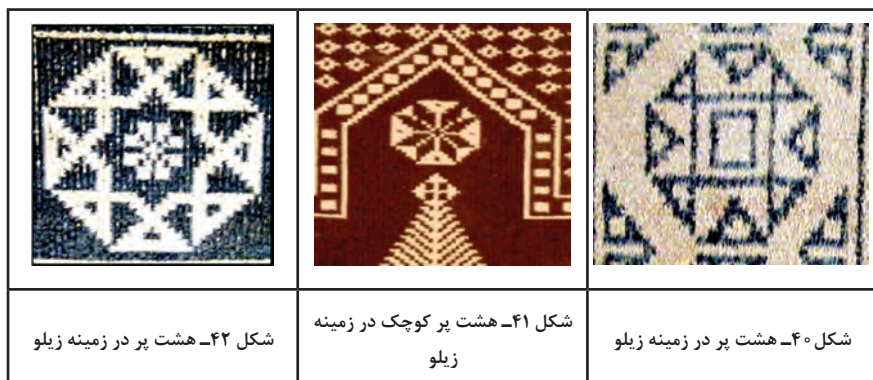 شکل ۴۰ـ هشت پر در زمینه زیلو
شکل ۴۱ـ هشت پر کوچک در زمینه
زیلو
شکل ۴۲ـ هشت پر در زمینه زیلو